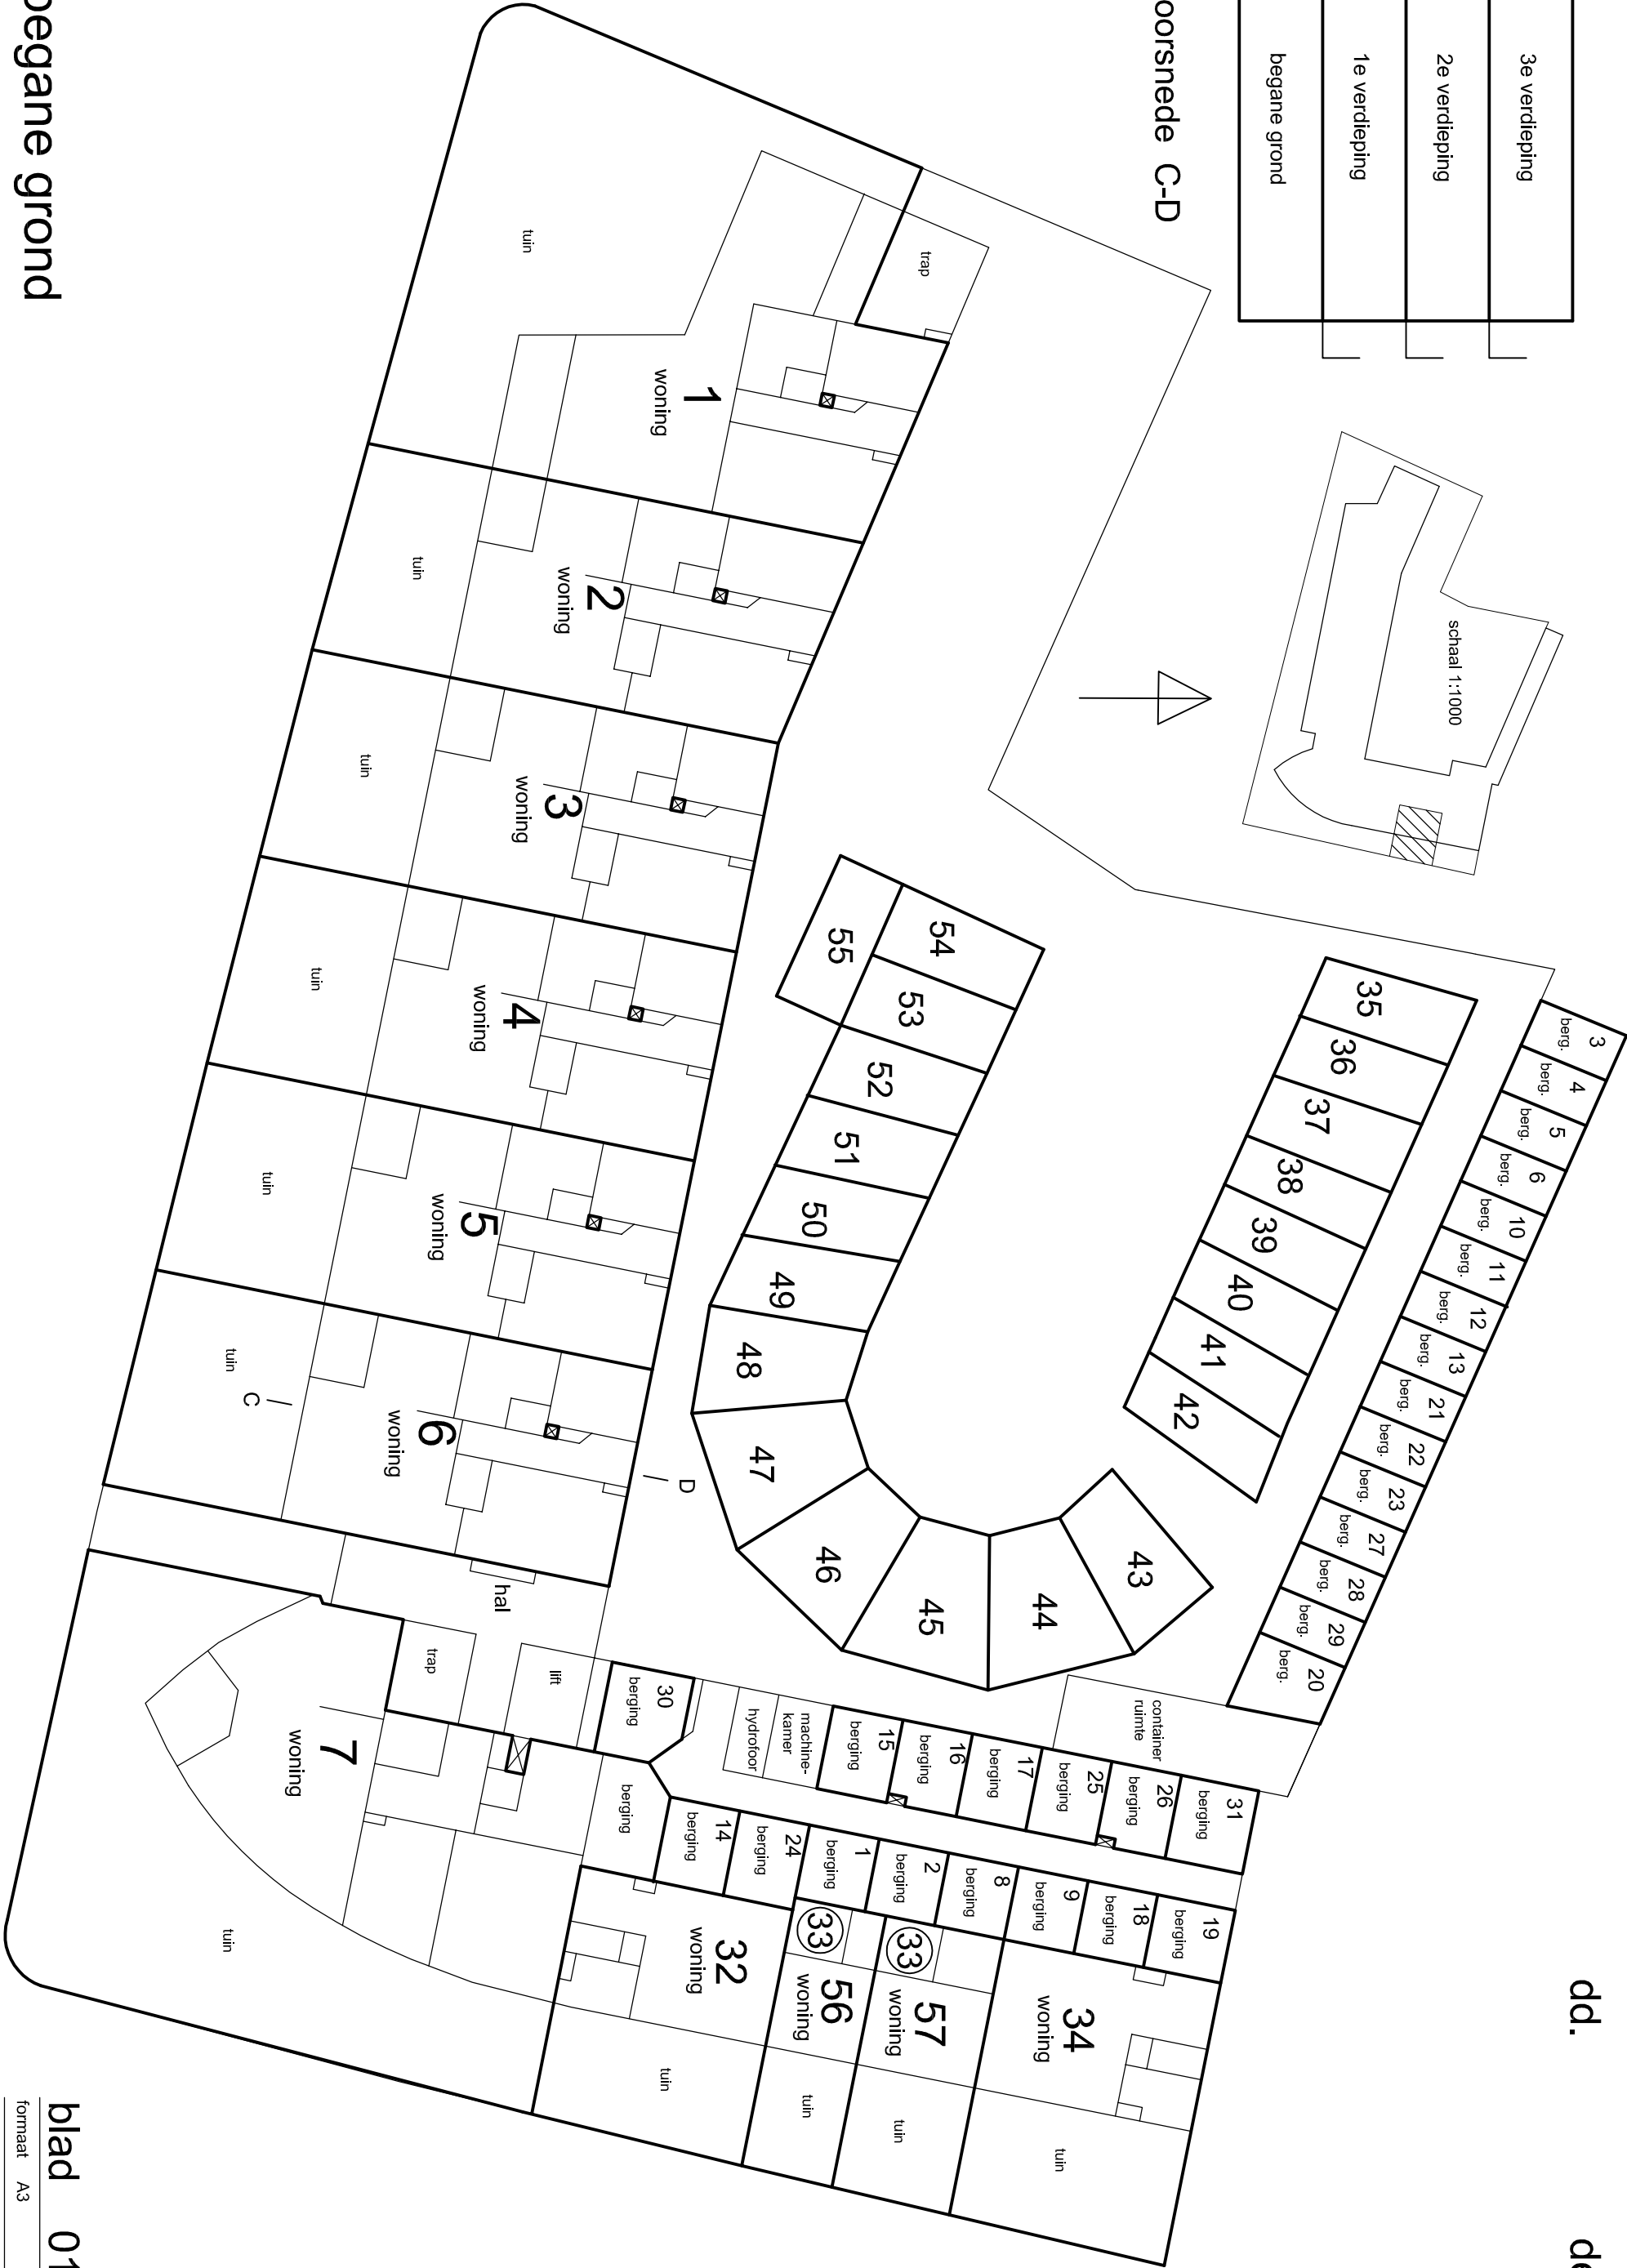 3e verdieping
2e verdieping
1e verdieping
begane grond
oorsnede C-D
schaal 1:1000
begane grond
tuin
trap
1
woning
tuin
2
woning
tuin
3
woning
tuin
4
woning
tuin
5
woning
tuin
6
woning
C
D
hal
trap
lift
7
woning
tuin
55
54
53
52
51
50
49
48
47
46
45
44
43
35
36
37
38
39
40
41
42
3
berg.
4
berg.
5
berg.
6
berg.
10
berg.
11
berg.
12
berg.
13
berg.
21
berg.
22
berg.
23
berg.
27
berg.
28
berg.
29
berg.
20
berg.
container
ruimte
30
berging
hydrofoor
machine-
kamer
15
berging
16
berging
17
berging
25
berging
26
berging
31
berging
berging
14
berging
24
berging
1
berging
2
berging
8
berging
9
berging
18
berging
19
berging
32
woning
33
56
woning
33
57
woning
34
woning
tuin
tuin
tuin
tuin
dd.
blad 01
formaat A3